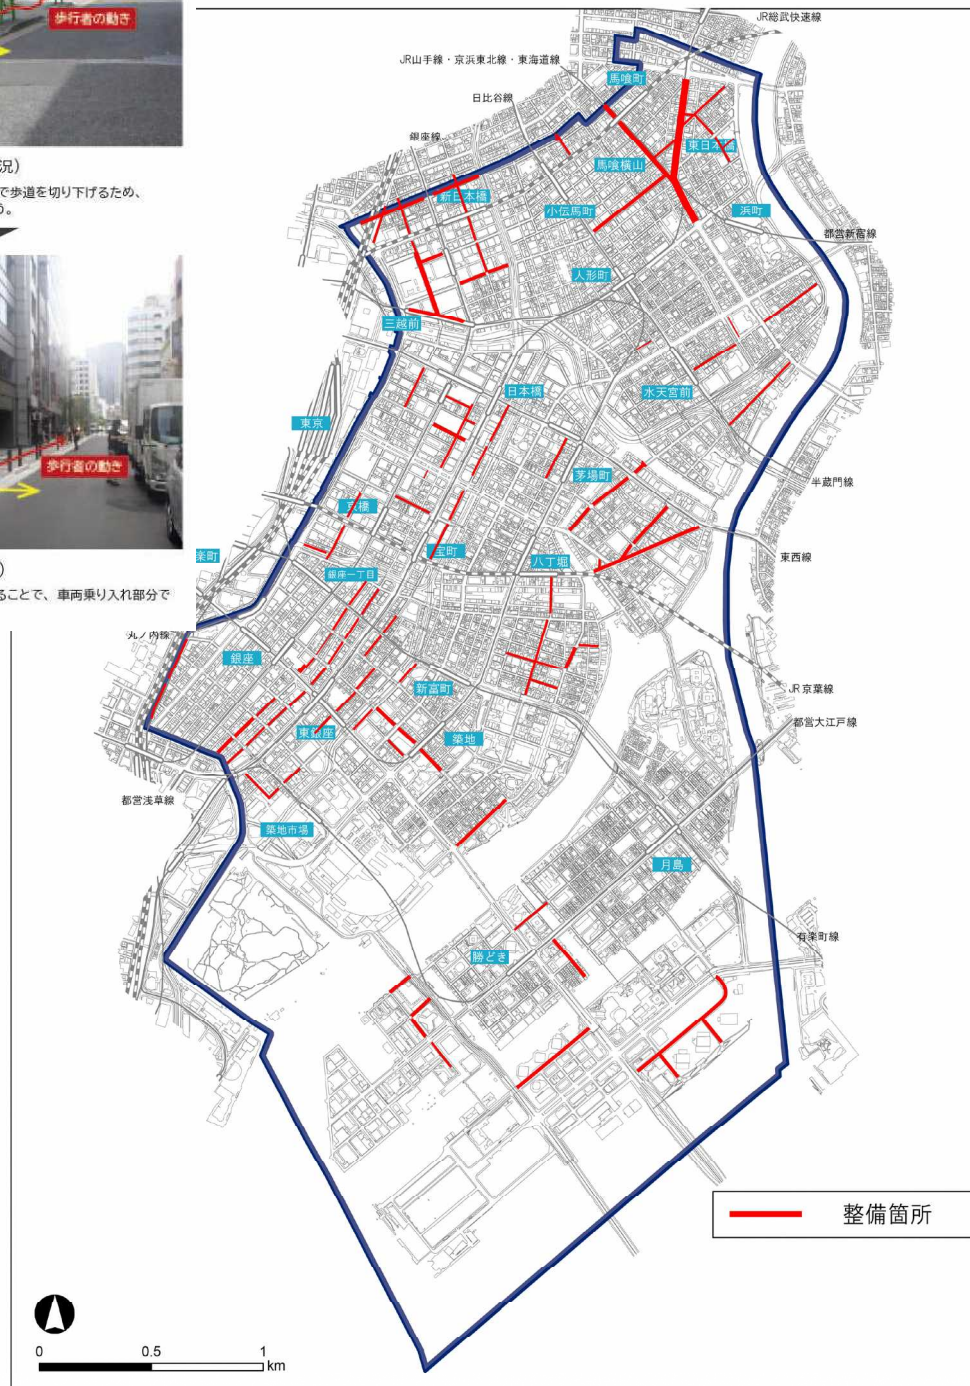 歩行者の動き
況)
で歩道を切り下げるため、
う。
歩行者の動き
)
ることで、車両乗り入れ部分で
JR総武快速線
JR山手線・京浜東北線・東海道線
馬喰町
日比谷線
銀座線
東日本橋
馬喰横山
新日本橋
小伝馬町
浜町
都営新宿線
人形町
三越前
日本橋
水天宮前
東京
茅場町
半蔵門線
京橋
宝町
東西線
楽町
八丁堀
銀座一丁目
丸ノ内線
銀座
新富町
JR京葉線
都営大江戸線
東銀座
築地
都営浅草線
築地市場
月島
有楽町線
勝どき
整備箇所
0 0.5 1
km